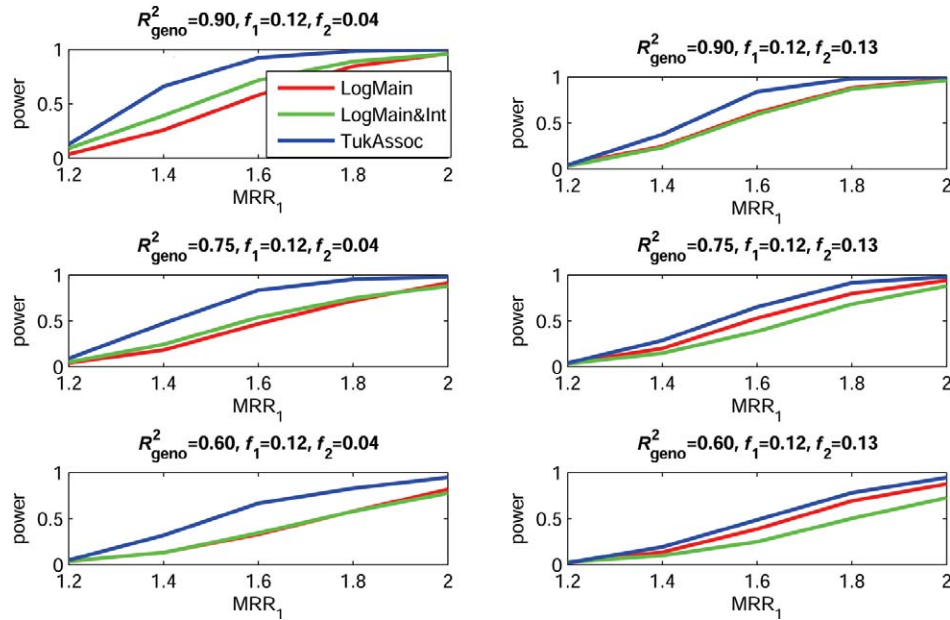 R²geno=0.90, f1=0.12, f2=0.04
power
1
0.5
0
LogMain
LogMain&Int
TukAssoc
1.2 1.4 1.6 1.8 2
MRR1
R²geno=0.90, f1=0.12, f2=0.13
power
1
0.5
0
1.2 1.4 1.6 1.8 2
MRR1
R²geno=0.75, f1=0.12, f2=0.04
power
1
0.5
0
1.2 1.4 1.6 1.8 2
MRR1
R²geno=0.75, f1=0.12, f2=0.13
power
1
0.5
0
1.2 1.4 1.6 1.8 2
MRR1
R²geno=0.60, f1=0.12, f2=0.04
power
1
0.5
0
1.2 1.4 1.6 1.8 2
MRR1
R²geno=0.60, f1=0.12, f2=0.13
power
1
0.5
0
1.2 1.4 1.6 1.8 2
MRR1